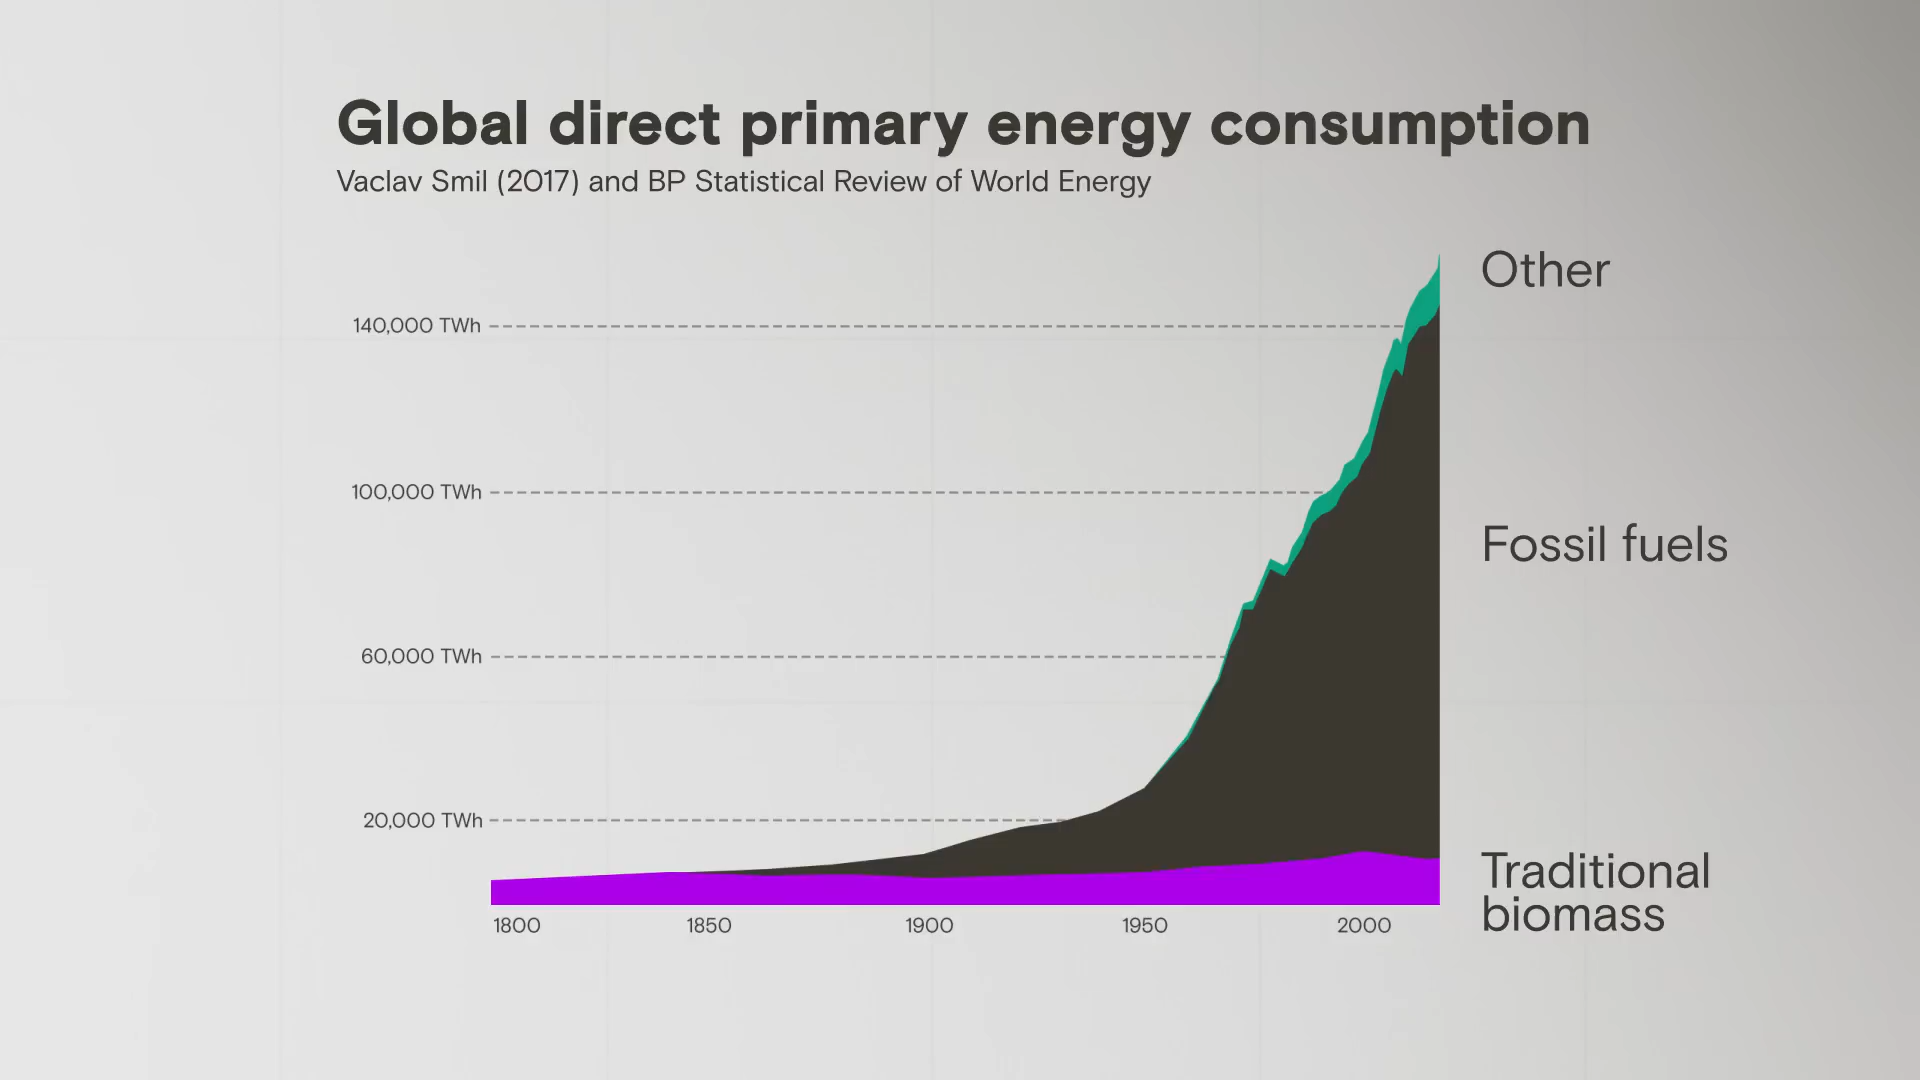 Global direct primary energy consumption
Vaclav Smil (2017) and BP Statistical Review of World Energy
Other
140,000 TWh
100,000 TWh
Fossil fuels
60,000 TWh
20,000 TWh
Traditional
biomass
1800 1850 1900 1950 2000